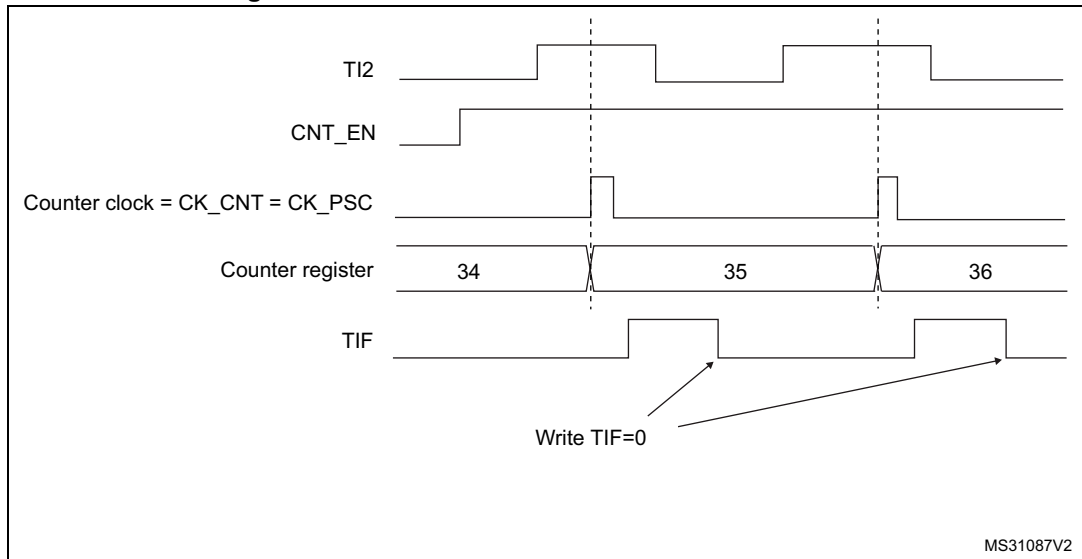 TI2
CNT_EN
Counter clock = CK_CNT = CK_PSC
Counter register 34 35 36
TIF
Write TIF=0
MS31087V2